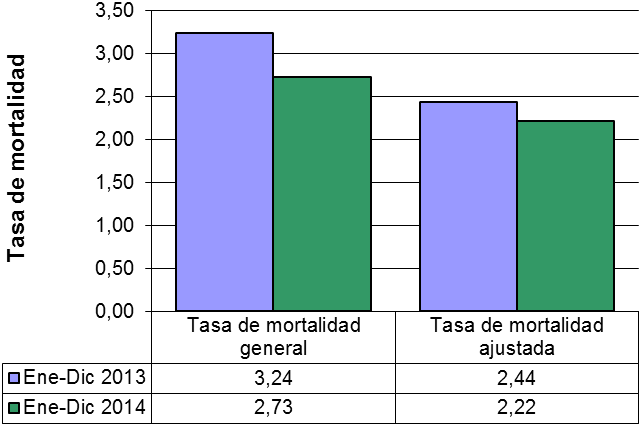 Tasa de mortalidad
3,50
3,00
2,50
2,00
1,50
1,00
0,50
0,00
Tasa de mortalidad general
Tasa de mortalidad ajustada
Ene-Dic 2013 3,24 2,44
Ene-Dic 2014 2,73 2,22